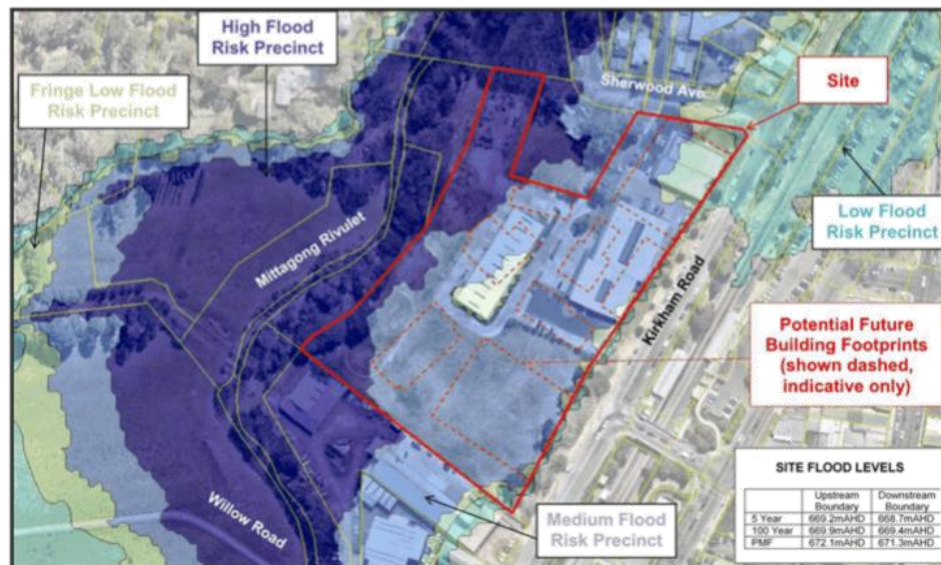 High Flood
Risk Precinct
Fringe Low Flood
Risk Precinct
Sherwood Ave.
Site
Mittagong Rivulet
Low Flood
Risk Precinct
Kirkham Road
Potential Future
Building Footprints
(shown dashed,
indicative only)
Willow Road
Medium Flood
Risk Precinct
SITE FLOOD LEVELS
Upstream Boundary Downstream Boundary
5 Year 669.2mAHD 668.7mAHD
100 Year 669.9mAHD 669.4mAHD
PMF 672.1mAHD 671.3mAHD